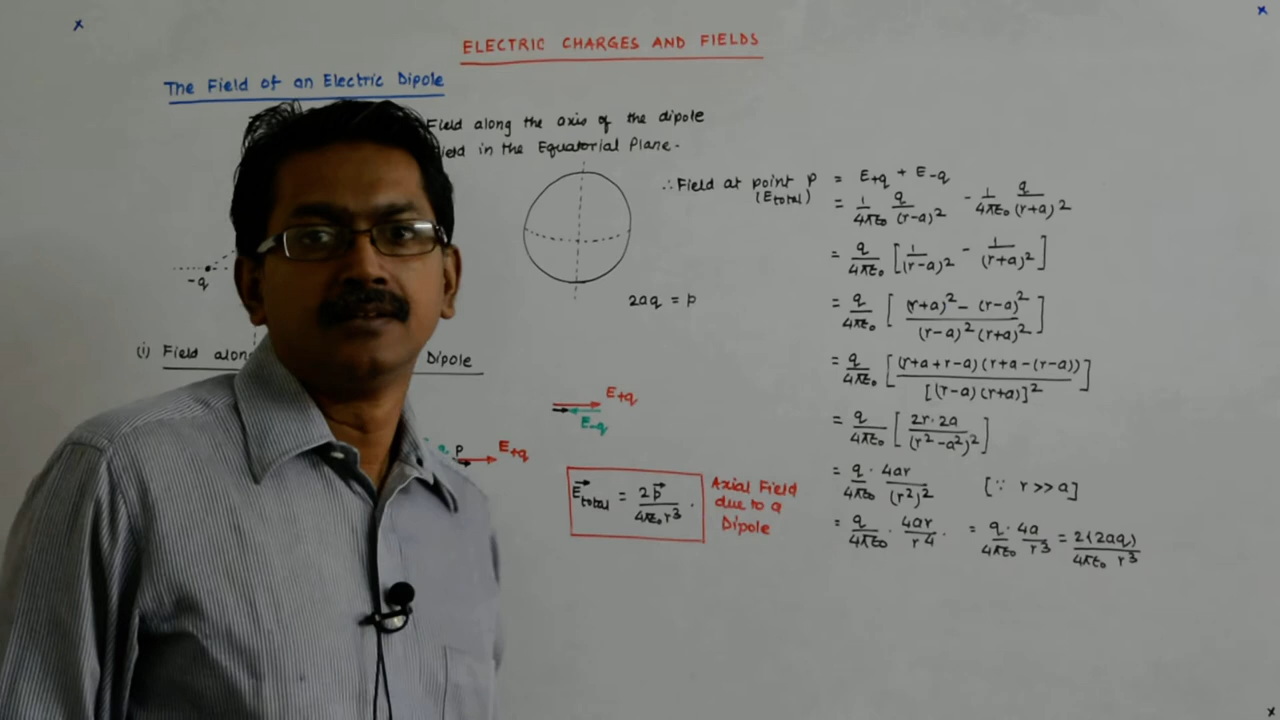 ELECTRIC CHARGES AND FIELDS
The Field of an Electric Dipole
Field along the axis of the dipole
in the Equatorial Plane.
-q
2aq = p
(i) Field along Dipole
E+q
E-q
P E+q
E⃗total = 2p⃗ / 4πε₀r³ .
Axial Field
due to a
Dipole
∴ Field at point P = E+q + E-q
(Etotal) = 1/4πε₀ q/(r-a)² - 1/4πε₀ q/(r+a)²
= q/4πε₀ [1/(r-a)² - 1/(r+a)²]
= q/4πε₀ [(r+a)² - (r-a)² / (r-a)² (r+a)²]
= q/4πε₀ [(r+a+r-a)(r+a-(r-a)) / [(r-a)(r+a)]²]
= q/4πε₀ [2r·2a / (r²-a²)²]
= q/4πε₀ · 4ar/(r²)² [∵ r>>a]
= q/4πε₀ · 4ar/r⁴ . = q/4πε₀ · 4a/r³ = 2(2aq)/4πε₀ r³